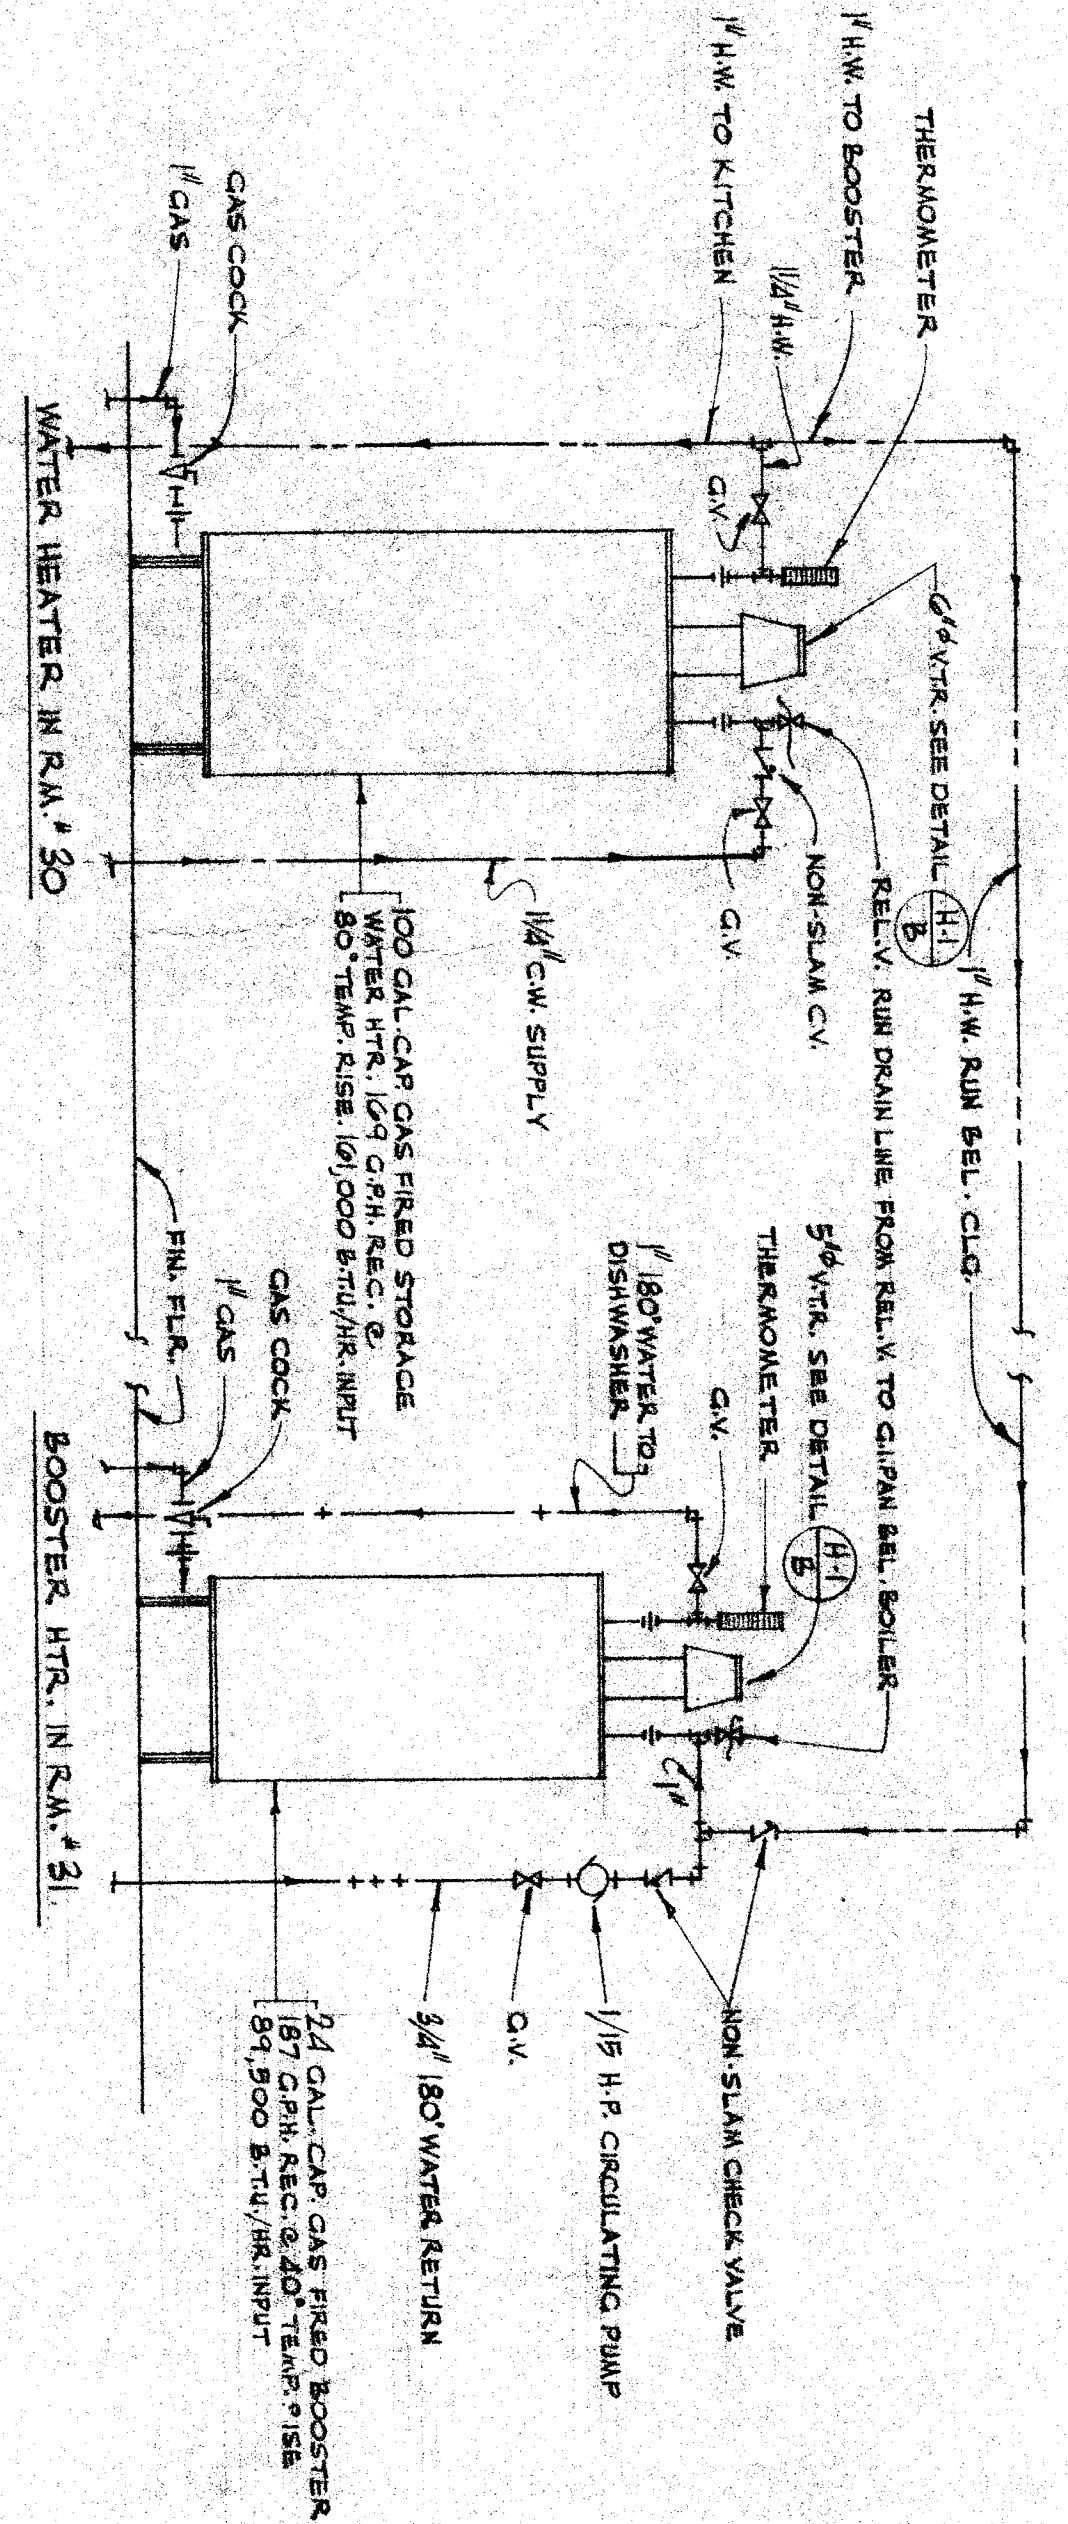 THERMOMETER
1" H.W. TO BOOSTER
1 1/4" H.W.
1" H.W. TO KITCHEN
G.V.
GAS COCK
1" GAS
6"φ V.T.R. SEE DETAIL
H-1
B
1" H.W. RUN BEL. CLG.
REL.V. RUN DRAIN LINE FROM REL.V. TO G.I. PAN BEL. BOILER
NON-SLAM C.V.
G.V.
1 1/4" C.W. SUPPLY
100 GAL. CAP. GAS FIRED STORAGE
WATER HTR. 169 G.P.H. REC. @
80° TEMP. RISE. 161,000 B.T.U./HR. INPUT
FIN. FLR.
WATER HEATER IN RM. #30
5"φ V.T.R. SEE DETAIL
H-1
B
THERMOMETER
G.V.
1" 180° WATER TO
DISHWASHER
GAS COCK
1" GAS
1"
NON-SLAM CHECK VALVE
1/15 H.P. CIRCULATING PUMP
G.V.
3/4" 180° WATER RETURN
24 GAL. CAP. GAS FIRED BOOSTER
187 G.P.H. REC. @ 40° TEMP. RISE
89,500 B.T.U./HR. INPUT
BOOSTER HTR. IN RM. #31.